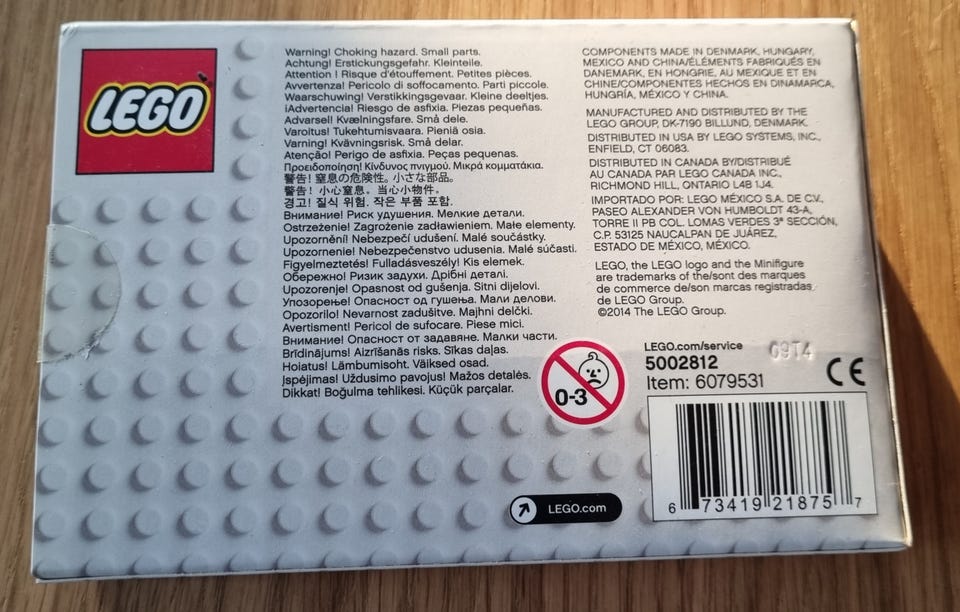 LEGO
Warning! Choking hazard. Small parts.
Achtung! Erstickungsgefahr. Kleinteile.
Attention ! Risque d'étouffement. Petites pièces.
Avvertenza! Pericolo di soffocamento. Parti piccole.
Waarschuwing! Verstikkingsgevaar. Kleine deeltjes.
¡Advertencia! Riesgo de asfixia. Piezas pequeñas.
Advarsel! Kvælningsfare. Små dele.
Varoitus! Tukehtumisvaara. Pieniä osia.
Varning! Kvävningsrisk. Små delar.
Atenção! Perigo de asfixia. Peças pequenas.
Προειδοποίηση! Κίνδυνος πνιγμού. Μικρά κομματάκια.
警告! 窒息の危険性。小さな部品。
警告! 小心窒息。当心小物件。
경고! 질식 위험. 작은 부품 포함.
Внимание! Риск удушения. Мелкие детали.
Ostrzeżenie! Zagrożenie zadławieniem. Małe elementy.
Upozornění! Nebezpečí udušení. Malé součástky.
Upozornenie! Nebezpečenstvo udusenia. Malé súčasti.
Figyelmeztetés! Fulladásveszély! Kis elemek.
Обережно! Ризик задухи. Дрібні деталі.
Upozorenje! Opasnost od gušenja. Sitni dijelovi.
Упозорење! Опасност од гушења. Мали делови.
Opozorilo! Nevarnost zadušitve. Majhni delčki.
Avertisment! Pericol de sufocare. Piese mici.
Внимание! Опасност от задавяне. Малки части.
Brīdinājums! Aizrīšanās risks. Sīkas daļas.
Hoiatus! Lämbumisoht. Väiksed osad.
Įspėjimas! Uždusimo pavojus! Mažos detalės.
Dikkat! Boğulma tehlikesi. Küçük parçalar.
COMPONENTS MADE IN DENMARK, HUNGARY,
MEXICO AND CHINA/ÉLÉMENTS FABRIQUÉS EN
DANEMARK, EN HONGRIE, AU MEXIQUE ET EN
CHINE/COMPONENTES HECHOS EN DINAMARCA,
HUNGRÍA, MÉXICO Y CHINA.
MANUFACTURED AND DISTRIBUTED BY THE
LEGO GROUP, DK-7190 BILLUND, DENMARK.
DISTRIBUTED IN USA BY LEGO SYSTEMS, INC.,
ENFIELD, CT 06083.
DISTRIBUTED IN CANADA BY/DISTRIBUÉ
AU CANADA PAR LEGO CANADA INC.,
RICHMOND HILL, ONTARIO L4B 1J4.
IMPORTADO POR: LEGO MÉXICO S.A. DE C.V.,
PASEO ALEXANDER VON HUMBOLDT 43-A,
TORRE II PB COL. LOMAS VERDES 3ª SECCIÓN,
C.P. 53125 NAUCALPAN DE JUÁREZ,
ESTADO DE MÉXICO, MÉXICO.
LEGO, the LEGO logo and the Minifigure
are trademarks of the/sont des marques
de commerce de/son marcas registradas
de LEGO Group.
©2014 The LEGO Group.
0-3
LEGO.com/service
09T4
5002812
Item: 6079531
CE
6 73419 21875 7
LEGO.com